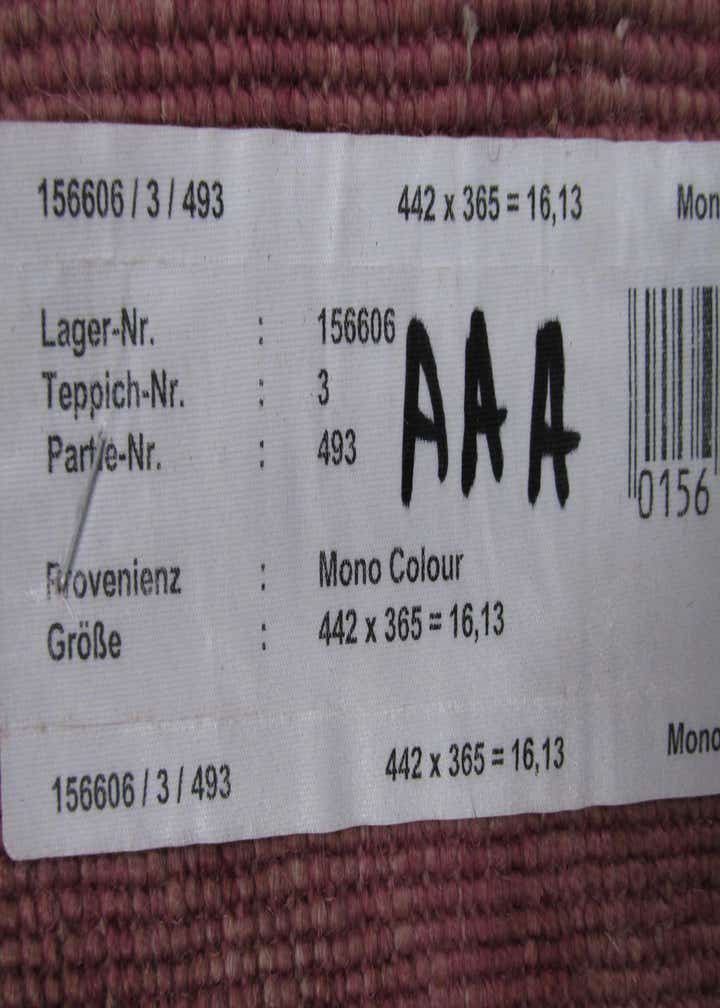 156606 / 3 / 493 442 x 365 = 16,13 Mon
Lager-Nr. : 156606
Teppich-Nr. : 3
Partie-Nr. : 493
AAA
0156
Provenienz : Mono Colour
Größe : 442 x 365 = 16,13
156606 / 3 / 493 442 x 365 = 16,13 Mono